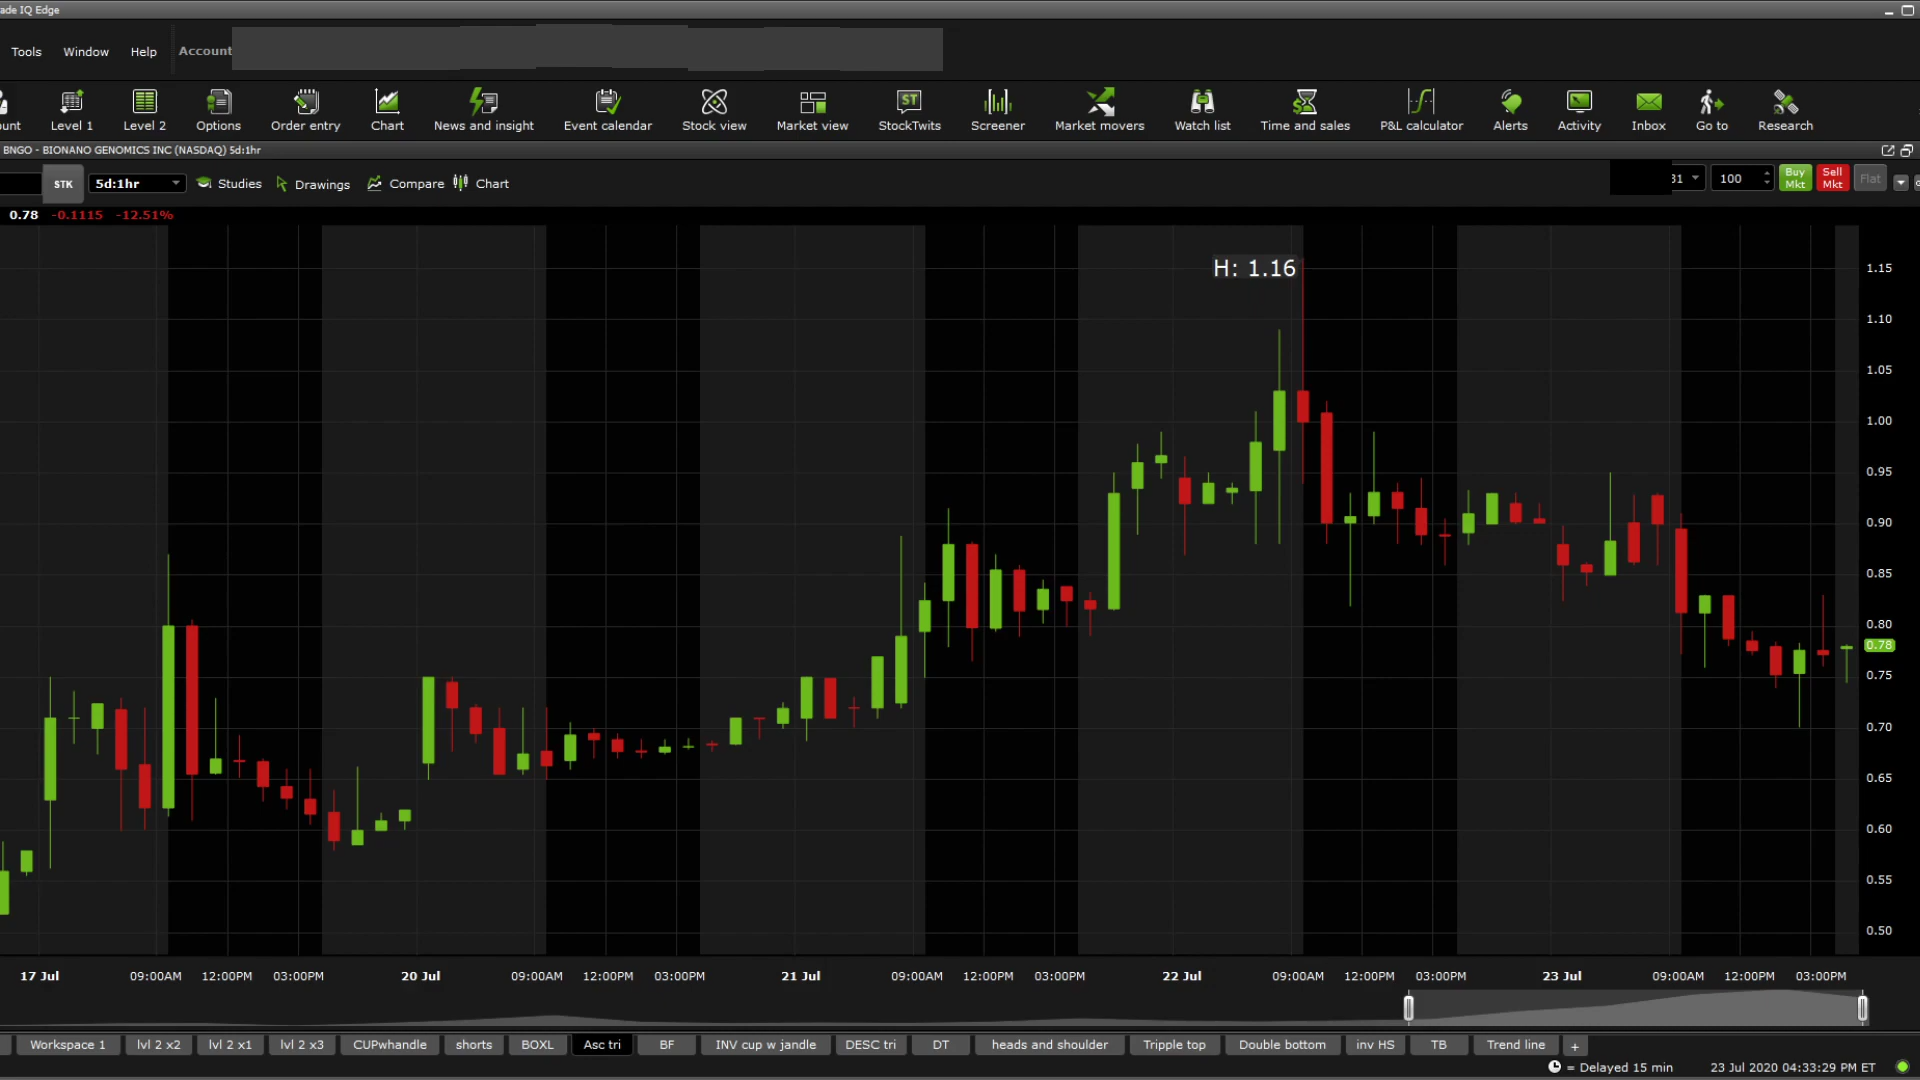 ade IQ Edge
Tools Window Help Account
unt Level 1 Level 2 Options Order entry Chart News and insight Event calendar Stock view Market view StockTwits Screener Market movers Watch list Time and sales P&L calculator Alerts Activity Inbox Go to Research
ST
BNGO - BIONANO GENOMICS INC (NASDAQ) 5d:1hr
STK 5d:1hr Studies Drawings Compare Chart 31 100 Buy Mkt Sell Mkt Flat
0.78 -0.1115 -12.51%
H: 1.16
1.15
1.10
1.05
1.00
0.95
0.90
0.85
0.80
0.78
0.75
0.70
0.65
0.60
0.55
0.50
17 Jul 09:00AM 12:00PM 03:00PM 20 Jul 09:00AM 12:00PM 03:00PM 21 Jul 09:00AM 12:00PM 03:00PM 22 Jul 09:00AM 12:00PM 03:00PM 23 Jul 09:00AM 12:00PM 03:00PM
Workspace 1 lvl 2 x2 lvl 2 x1 lvl 2 x3 CUPwhandle shorts BOXL Asc tri BF INV cup w jandle DESC tri DT heads and shoulder Tripple top Double bottom inv HS TB Trend line +
= Delayed 15 min 23 Jul 2020 04:33:29 PM ET